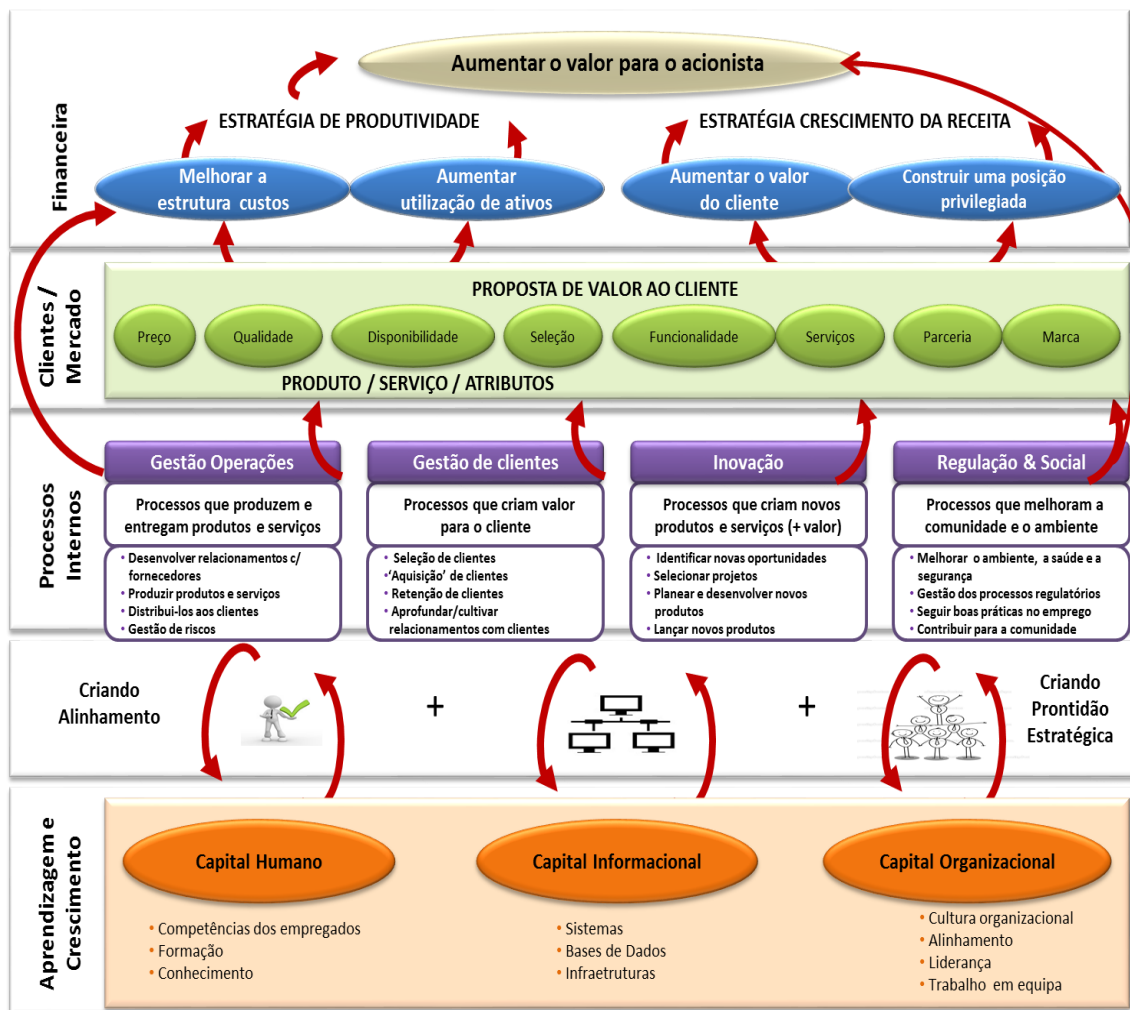 Financeira
Aumentar o valor para o acionista
ESTRATÉGIA DE PRODUTIVIDADE
ESTRATÉGIA CRESCIMENTO DA RECEITA
Melhorar a
estrutura custos
Aumentar
utilização de ativos
Aumentar o valor
do cliente
Construir uma posição
privilegiada
Clientes /
Mercado
PROPOSTA DE VALOR AO CLIENTE
Preço
Qualidade
Disponibilidade
Seleção
Funcionalidade
Serviços
Parceria
Marca
PRODUTO / SERVIÇO / ATRIBUTOS
Processos
Internos
Gestão Operações
Processos que produzem e
entregam produtos e serviços
• Desenvolver relacionamentos c/
fornecedores
• Produzir produtos e serviços
• Distribui-los aos clientes
• Gestão de riscos
Gestão de clientes
Processos que criam valor
para o cliente
• Seleção de clientes
• ‘Aquisição’ de clientes
• Retenção de clientes
• Aprofundar/cultivar
relacionamentos com clientes
Inovação
Processos que criam novos
produtos e serviços (+ valor)
• Identificar novas oportunidades
• Selecionar projetos
• Planear e desenvolver novos
produtos
• Lançar novos produtos
Regulação & Social
Processos que melhoram a
comunidade e o ambiente
• Melhorar o ambiente, a saúde e a
segurança
• Gestão dos processos regulatórios
• Seguir boas práticas no emprego
• Contribuir para a comunidade
Criando
Alinhamento
+
+
Criando
Prontidão
Estratégica
Aprendizagem e
Crescimento
Capital Humano
• Competências dos empregados
• Formação
• Conhecimento
Capital Informacional
• Sistemas
• Bases de Dados
• Infraetruturas
Capital Organizacional
• Cultura organizacional
• Alinhamento
• Liderança
• Trabalho em equipa